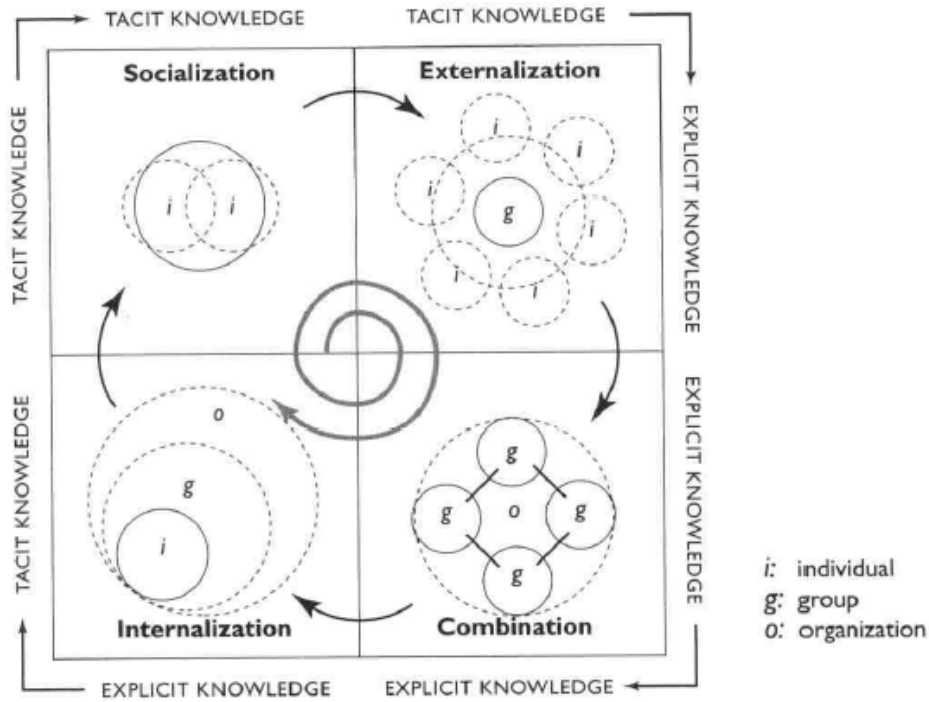 TACIT KNOWLEDGE
TACIT KNOWLEDGE
Socialization
Externalization
TACIT KNOWLEDGE
EXPLICIT KNOWLEDGE
i
i
i
i
i
i
i
i
g
TACIT KNOWLEDGE
EXPLICIT KNOWLEDGE
o
g
i
g
g
o
g
g
Internalization
Combination
EXPLICIT KNOWLEDGE
EXPLICIT KNOWLEDGE
i: individual
g: group
o: organization